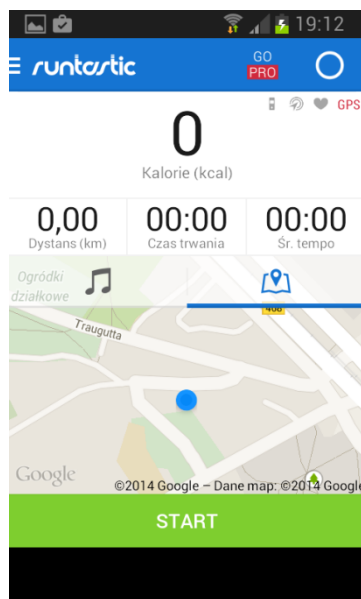 19:12
runtastic
GO
PRO
GPS
0
Kalorie (kcal)
0,00 00:00 00:00
Dystans (km) Czas trwania Śr. tempo
Ogródki
działkowe
468
Traugutta
Google
©2014 Google – Dane map: ©2014 Google
START